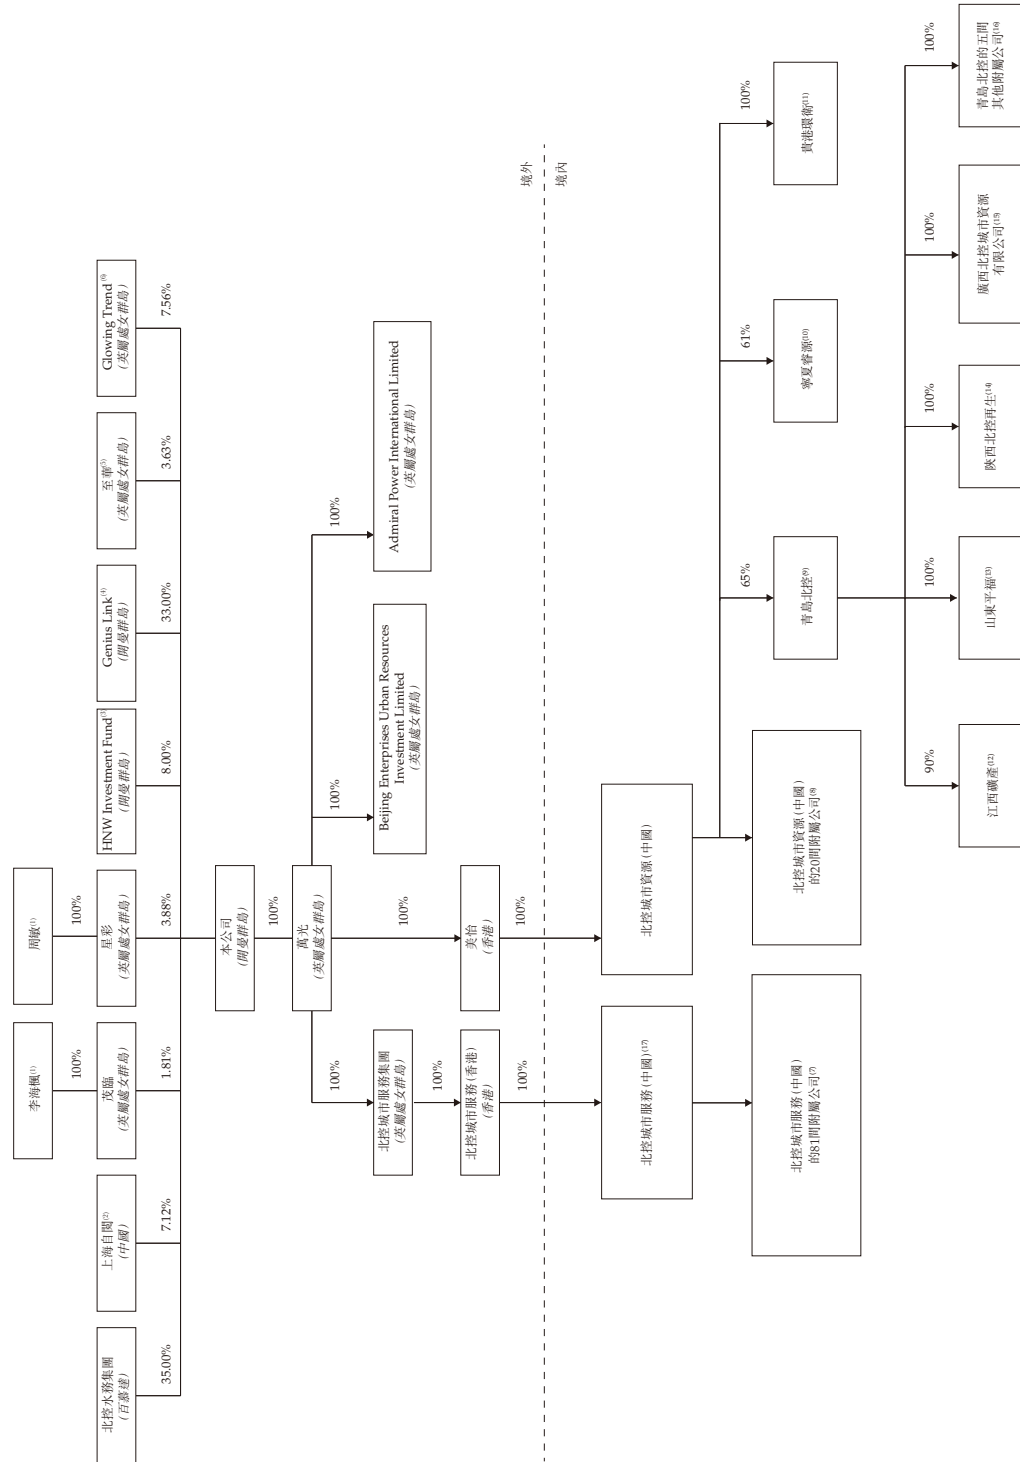 李海楓(1)
周敏(1)
100%
100%
北控水務集團
(百慕達)
上海自閱(2)
(中國)
茂臨
(英屬處女群島)
星彩
(英屬處女群島)
HNW Investment Fund(3)
(開曼群島)
Genius Link(4)
(開曼群島)
至華(5)
(英屬處女群島)
Glowing Trend (6)
(英屬處女群島)
35.00%
7.12%
1.81%
3.88%
8.00%
33.00%
3.63%
7.56%
本公司
(開曼群島)
100%
萬光
(英屬處女群島)
100%
100%
100%
100%
北控城市服務集團
(英屬處女群島)
Beijing Enterprises Urban Resources
Investment Limited
(英屬處女群島)
Admiral Power International Limited
(英屬處女群島)
100%
北控城市服務(香港)
(香港)
美怡
(香港)
100%
100%
境外
境內
北控城市服務(中國)(17)
北控城市資源(中國)
北控城市服務(中國)
的81間附屬公司(7)
北控城市資源(中國)
的20間附屬公司(8)
65%
61%
100%
青島北控(9)
寧夏睿源(10)
貴港環衛(11)
90%
100%
100%
100%
100%
江西礦產(12)
山東平福(13)
陝西北控再生(14)
廣西北控城市資源
有限公司(15)
青島北控的五間
其他附屬公司(16)